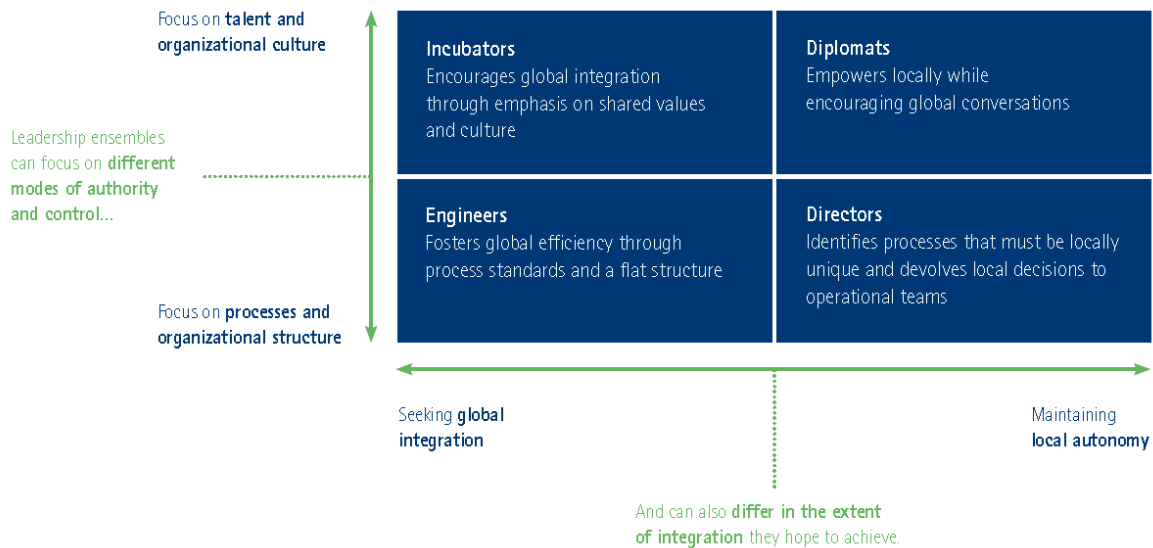 Focus on talent and
organizational culture
Incubators
Encourages global integration
through emphasis on shared values
and culture
Diplomats
Empowers locally while
encouraging global conversations
Leadership ensembles
can focus on different
modes of authority
and control...
Engineers
Fosters global efficiency through
process standards and a flat structure
Directors
Identifies processes that must be locally
unique and devolves local decisions to
operational teams
Focus on processes and
organizational structure
Seeking global
integration
Maintaining
local autonomy
And can also differ in the extent
of integration they hope to achieve.